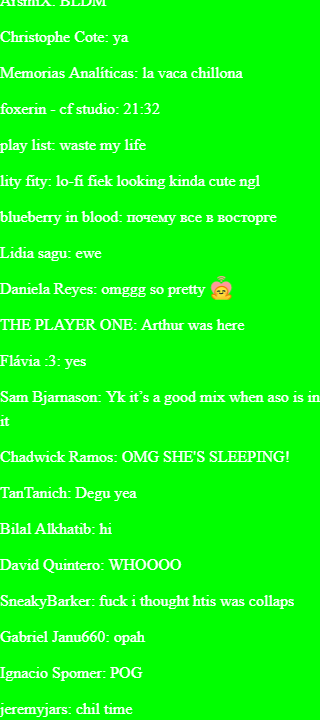 ArsmiX: BLDM
Christophe Cote: ya
Memorias Analíticas: la vaca chillona
foxerin - cf studio: 21:32
play list: waste my life
lity fity: lo-fi fiek looking kinda cute ngl
blueberry in blood: почему все в восторге
Lidia sagu: ewe
Daniela Reyes: omggg so pretty
THE PLAYER ONE: Arthur was here
Flávia :3: yes
Sam Bjarnason: Yk it’s a good mix when aso is in
it
Chadwick Ramos: OMG SHE'S SLEEPING!
TanTanich: Degu yea
Bilal Alkhatib: hi
David Quintero: WHOOOO
SneakyBarker: fuck i thought htis was collaps
Gabriel Janu660: opah
Ignacio Spomer: POG
jeremyjars: chil time